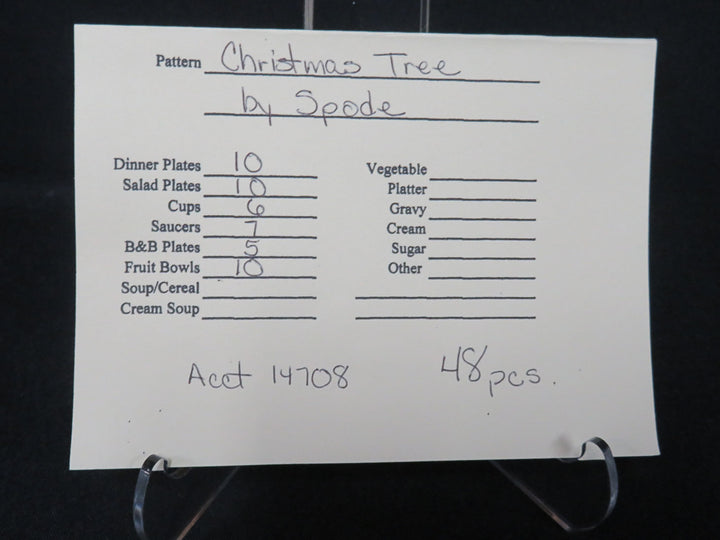 Pattern Christmas Tree
by Spode
Dinner Plates 10
Salad Plates 10
Cups 6
Saucers 7
B&B Plates 5
Fruit Bowls 10
Soup/Cereal
Cream Soup
Vegetable
Platter
Gravy
Cream
Sugar
Other
Acct 14708
48 pcs.